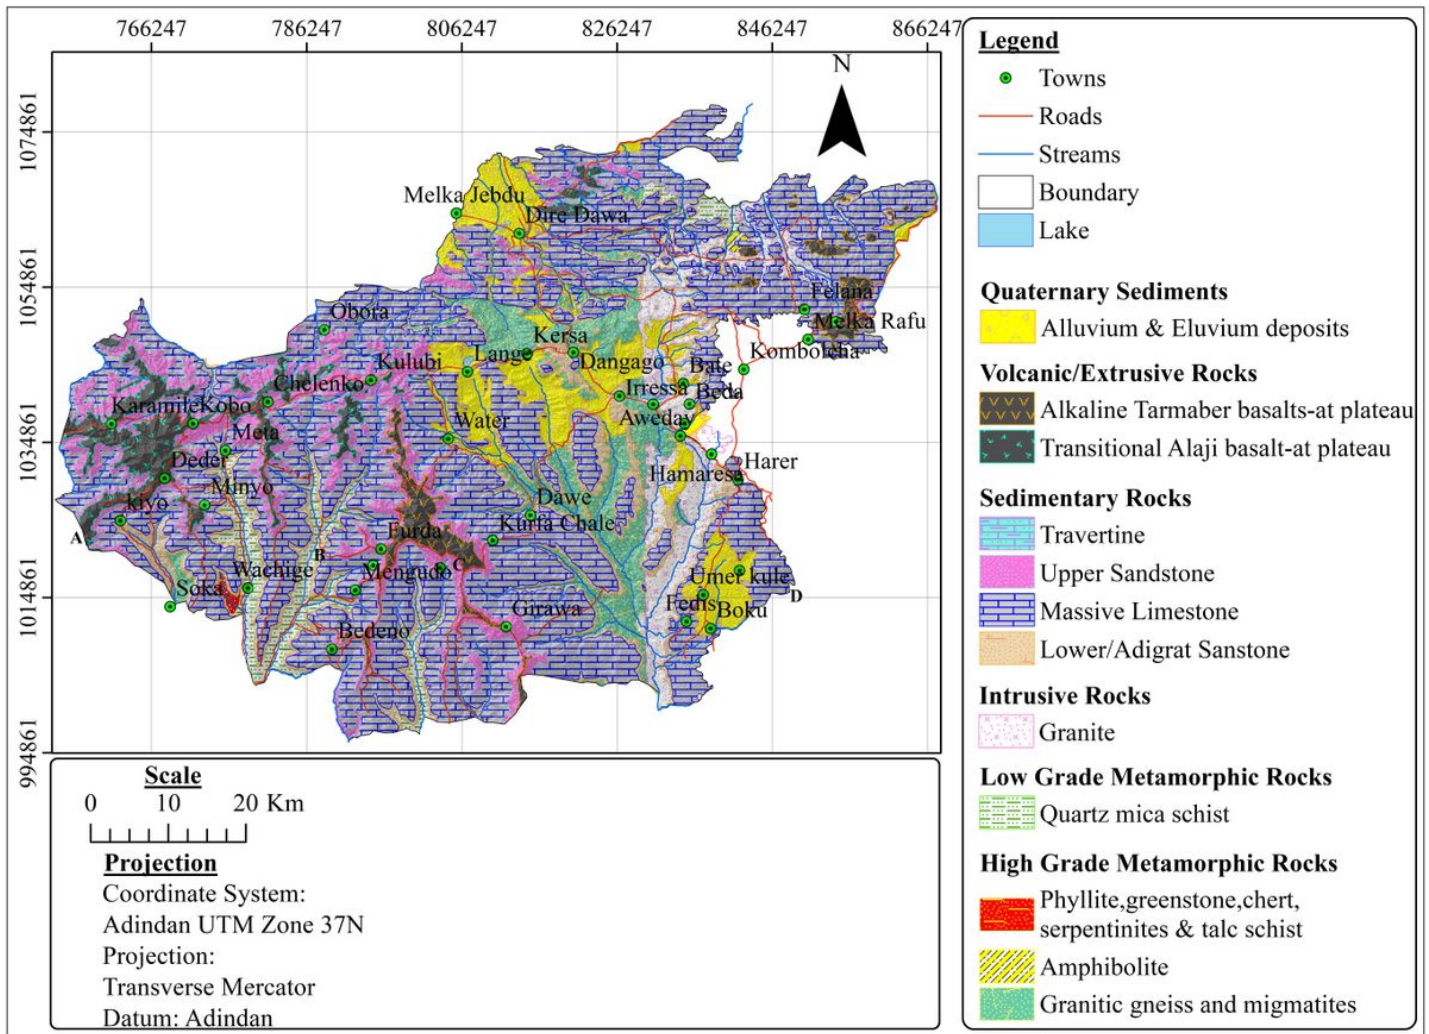 766247 786247 806247 826247 846247 866247
1074861
1054861
1034861
1014861
994861
N
Melka Jebdu
Dire Dawa
Felana
Obora
Melka Rafu
Kersa
Kombolcha
Kulubi
Lange
Dangago
Bate
Chelenko
Irressa
Beda
Karamile
Kobo
Water
Aweday
Meta
Deder
Harer
Hamaresa
Minyo
kiyo
Dawe
Kurfa Chale
Furda
A
B
C
D
Wachige
Mengudo
Umer kule
Soka
Fedis
Boku
Girawa
Bedeno
Scale
0 10 20 Km
Projection
Coordinate System:
Adindan UTM Zone 37N
Projection:
Transverse Mercator
Datum: Adindan
Legend
Towns
Roads
Streams
Boundary
Lake
Quaternary Sediments
Alluvium & Eluvium deposits
Volcanic/Extrusive Rocks
Alkaline Tarmaber basalts-at plateau
Transitional Alaji basalt-at plateau
Sedimentary Rocks
Travertine
Upper Sandstone
Massive Limestone
Lower/Adigrat Sanstone
Intrusive Rocks
Granite
Low Grade Metamorphic Rocks
Quartz mica schist
High Grade Metamorphic Rocks
Phyllite,greenstone,chert,
serpentinites & talc schist
Amphibolite
Granitic gneiss and migmatites